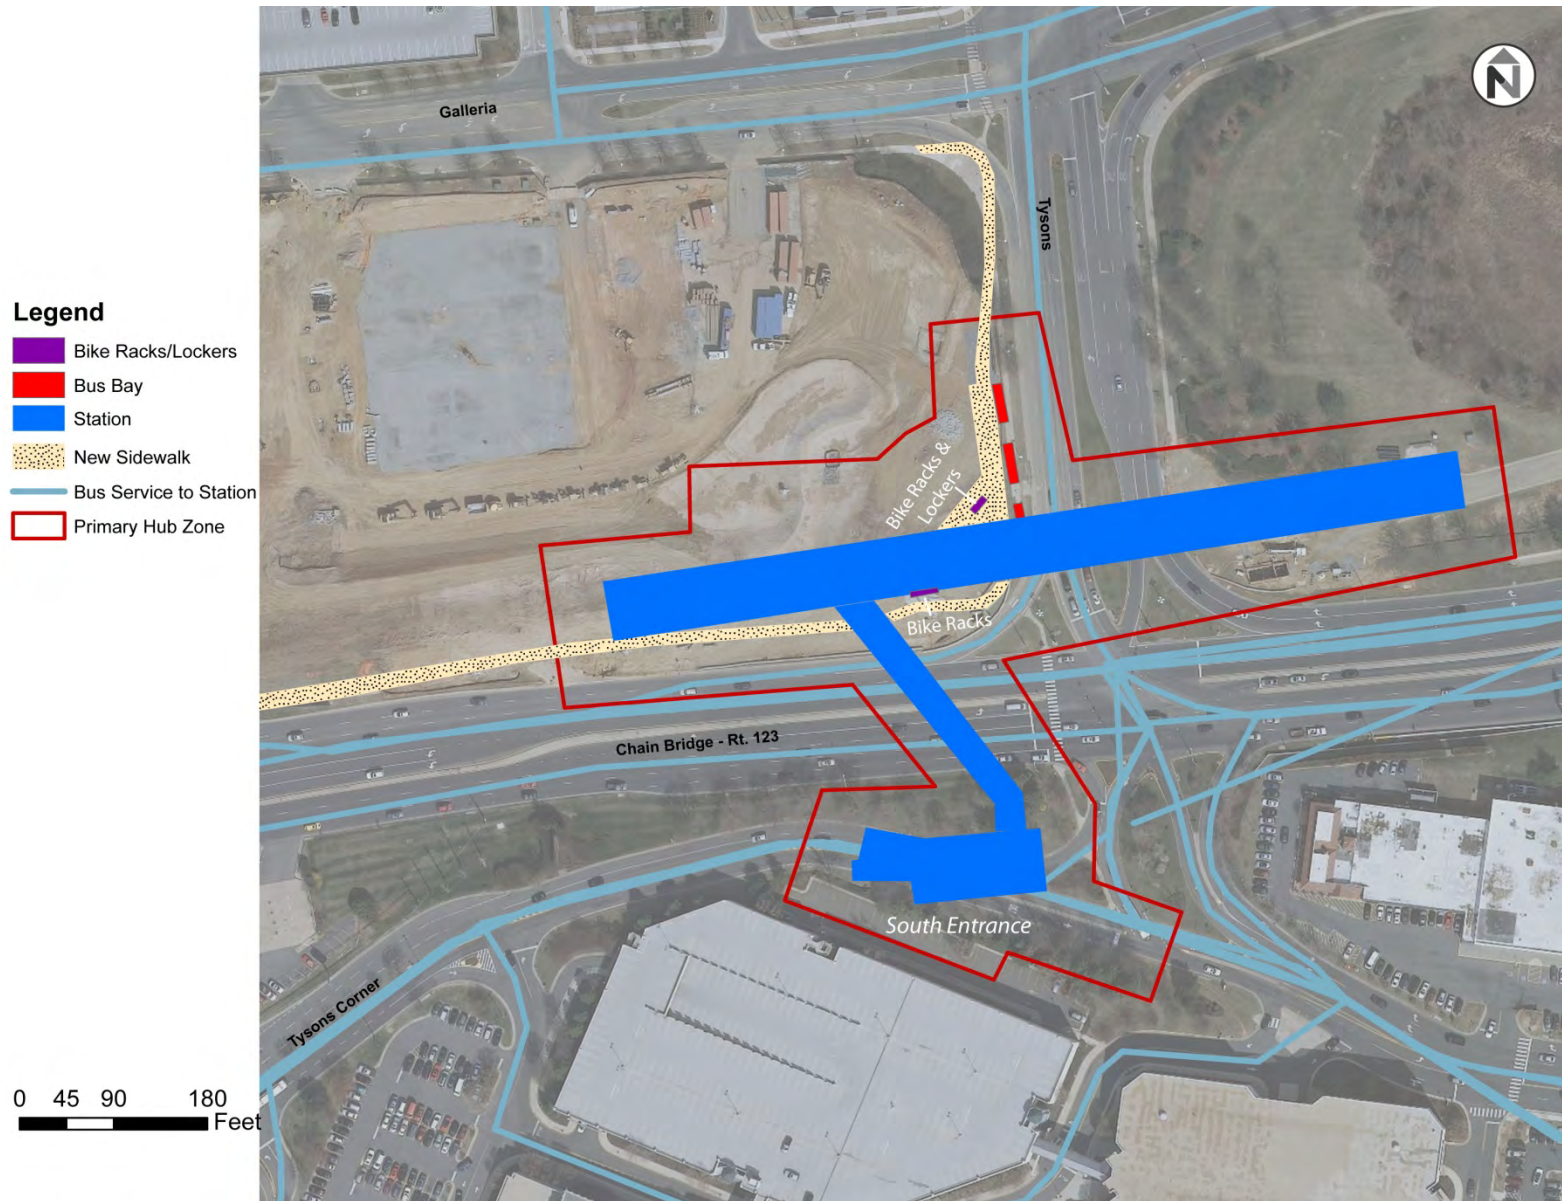 Galleria
N
Tysons
Legend
Bike Racks/Lockers
Bus Bay
Station
New Sidewalk
Bus Service to Station
Primary Hub Zone
Bike Racks &
Lockers
Bike Racks
Chain Bridge - Rt. 123
South Entrance
Tysons Corner
0 45 90 180
Feet